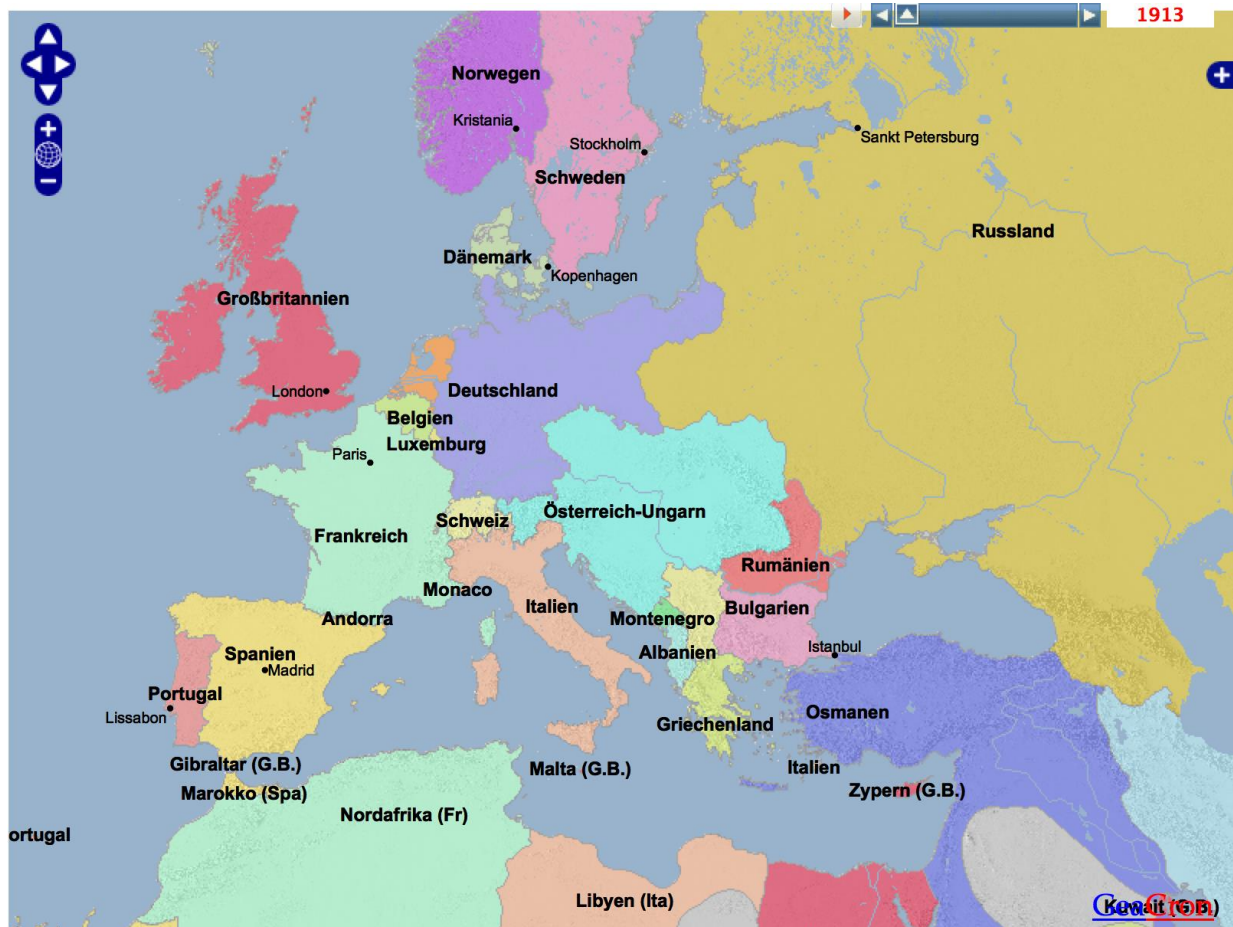 1913
Norwegen
Kristania
Stockholm
Sankt Petersburg
Schweden
Russland
Dänemark
Kopenhagen
Großbritannien
London
Deutschland
Belgien
Luxemburg
Paris
Österreich-Ungarn
Schweiz
Frankreich
Rumänien
Monaco
Italien
Bulgarien
Andorra
Montenegro
Istanbul
Spanien
Albanien
Madrid
Portugal
Lissabon
Osmanen
Griechenland
Gibraltar (G.B.)
Malta (G.B.)
Italien
Marokko (Spa)
Zypern (G.B.)
Nordafrika (Fr)
ortugal
Libyen (Ita)
Kuwait (G.B.)
GeaCron